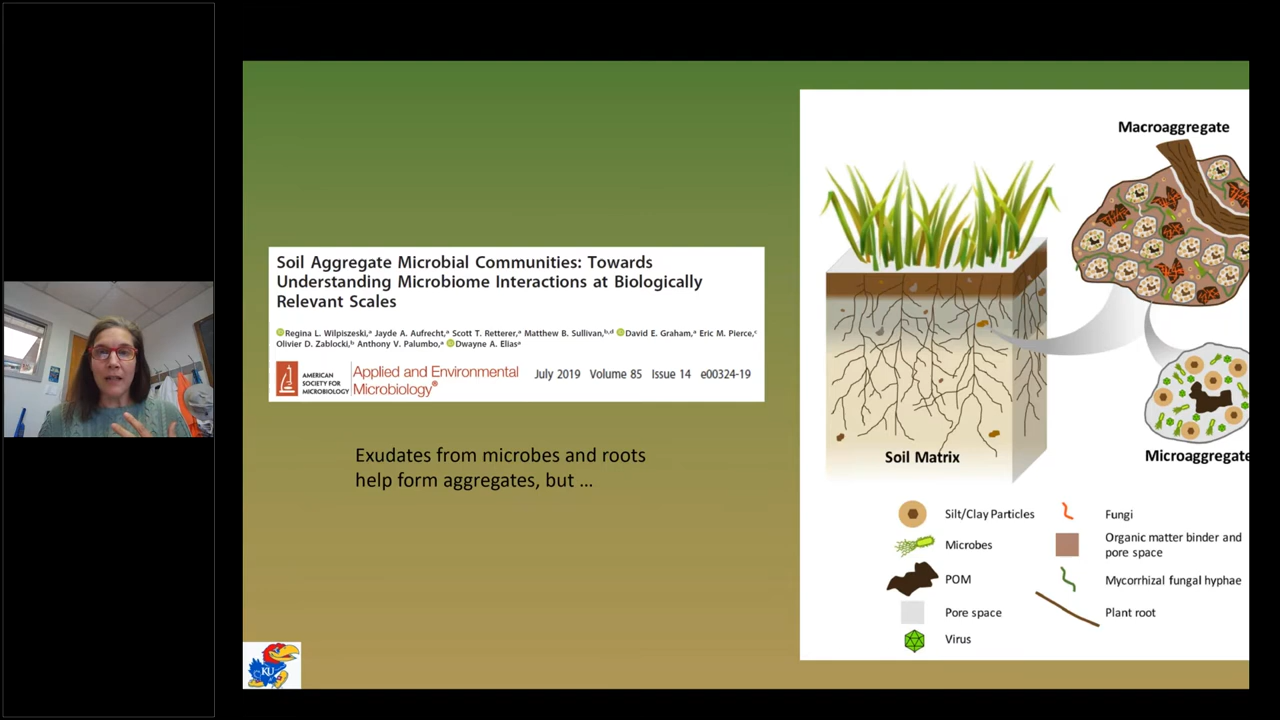 Soil Aggregate Microbial Communities: Towards
Understanding Microbiome Interactions at Biologically
Relevant Scales
Regina L. Wilpiszeski,ᵃ Jayde A. Aufrecht,ᵃ Scott T. Retterer,ᵃ Matthew B. Sullivan,ᵇ,ᵈ David E. Graham,ᵃ Eric M. Pierce,ᶜ
Olivier D. Zablocki,ᵇ Anthony V. Palumbo,ᵃ Dwayne A. Eliasᵃ
AMERICAN
SOCIETY FOR
MICROBIOLOGY
Applied and Environmental
Microbiology®
July 2019 Volume 85 Issue 14 e00324-19
Exudates from microbes and roots
help form aggregates, but ...
KU
Macroaggregate
Soil Matrix
Microaggregate
Silt/Clay Particles
Microbes
POM
Pore space
Virus
Fungi
Organic matter binder and
pore space
Mycorrhizal fungal hyphae
Plant root